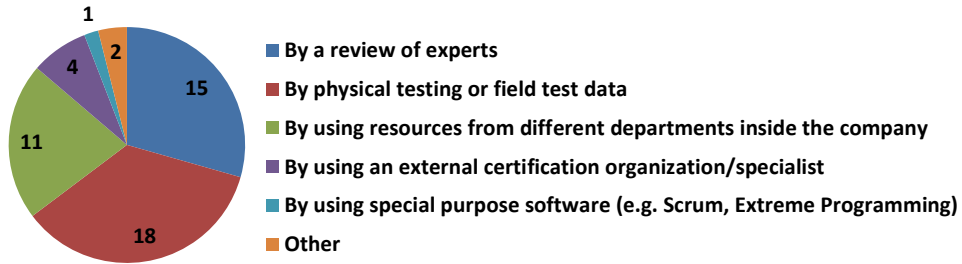 1
2
4
15
11
18
By a review of experts
By physical testing or field test data
By using resources from different departments inside the company
By using an external certification organization/specialist
By using special purpose software (e.g. Scrum, Extreme Programming)
Other